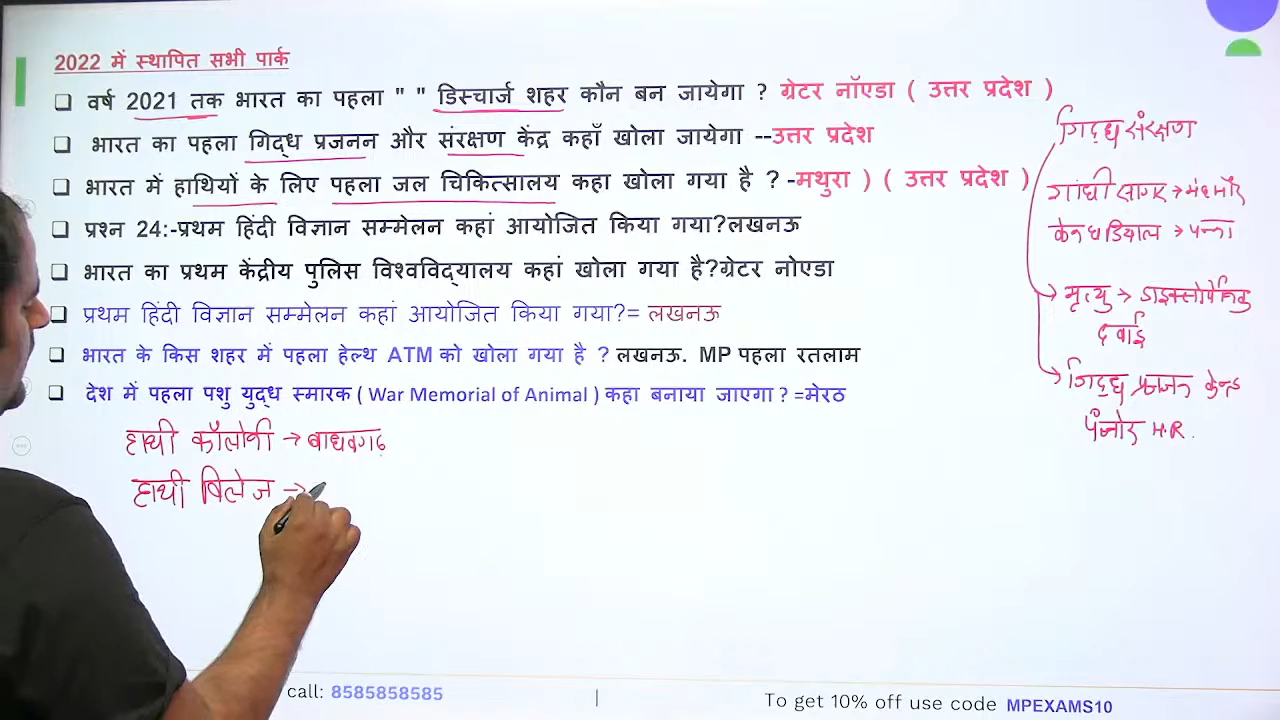 2022 में स्थापित सभी पार्क
❑ वर्ष 2021 तक भारत का पहला " " डिस्चार्ज शहर कौन बन जायेगा ? ग्रेटर नॉएडा ( उत्तर प्रदेश )
❑ भारत का पहला गिद्ध प्रजनन और संरक्षण केंद्र कहाँ खोला जायेगा --उत्तर प्रदेश
❑ भारत में हाथियों के लिए पहला जल चिकित्सालय कहा खोला गया है ? -मथुरा ) ( उत्तर प्रदेश )
❑ प्रश्न 24:-प्रथम हिंदी विज्ञान सम्मेलन कहां आयोजित किया गया?लखनऊ
❑ भारत का प्रथम केंद्रीय पुलिस विश्वविद्यालय कहां खोला गया है?ग्रेटर नोएडा
❑ प्रथम हिंदी विज्ञान सम्मेलन कहां आयोजित किया गया?= लखनऊ
❑ भारत के किस शहर में पहला हेल्थ ATM को खोला गया है ? लखनऊ. MP पहला रतलाम
❑ देश में पहला पशु युद्ध स्मारक ( War Memorial of Animal ) कहा बनाया जाएगा ? =मेरठ
हाथी कॉलोनी → बाधवगढ
हाथी विलेज →
गिद्ध संरक्षण
गांधी सागर → मंदसौर
केन घडियाल → पन्ना
मृत्यु →
दवाई
गिद्ध प्रजनन केन्द्र
पंजोर H.R.
call: 8585858585
To get 10% off use code MPEXAMS10